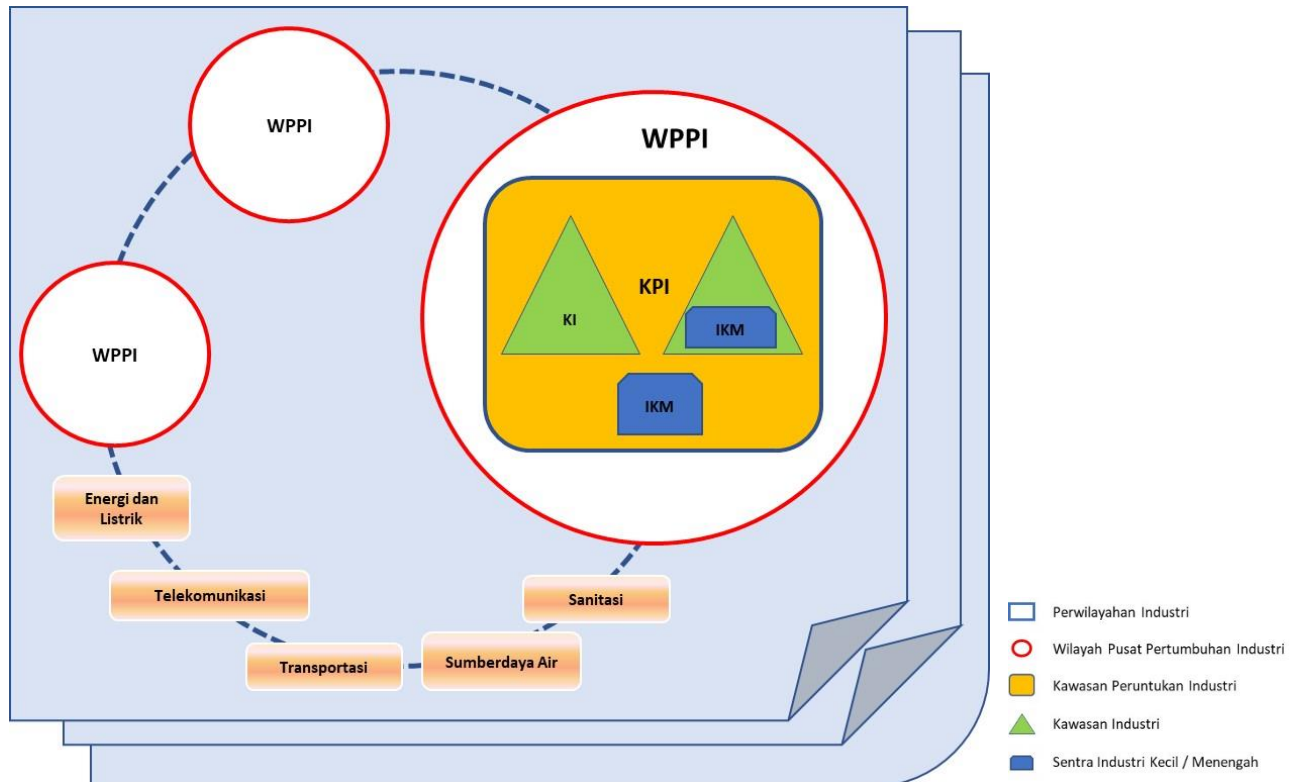 WPPI
WPPI
WPPI
KPI
KI
IKM
IKM
Energi dan
Listrik
Telekomunikasi
Transportasi
Sumberdaya Air
Sanitasi
Perwilayahan Industri
Wilayah Pusat Pertumbuhan Industri
Kawasan Peruntukan Industri
Kawasan Industri
Sentra Industri Kecil / Menengah